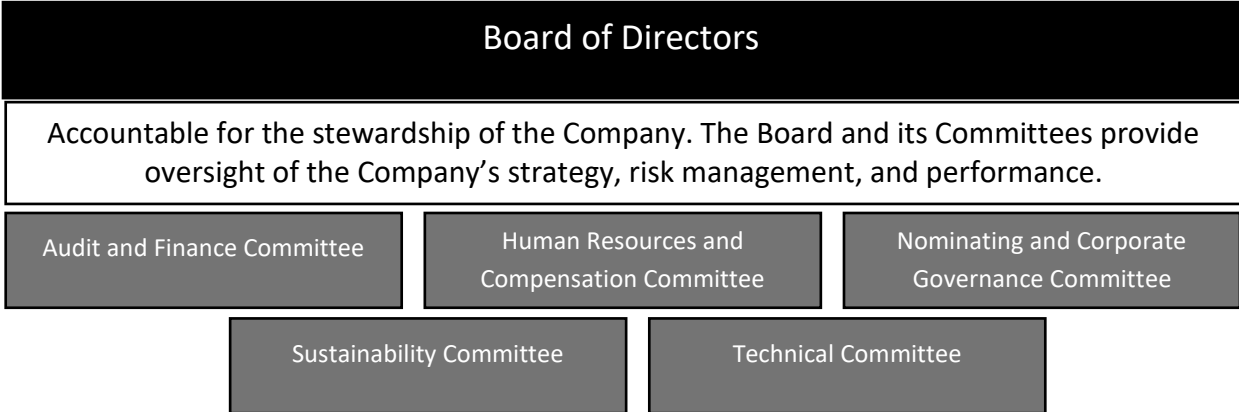 Board of Directors
Accountable for the stewardship of the Company. The Board and its Committees provide
oversight of the Company’s strategy, risk management, and performance.
Audit and Finance Committee
Human Resources and
Compensation Committee
Nominating and Corporate
Governance Committee
Sustainability Committee
Technical Committee